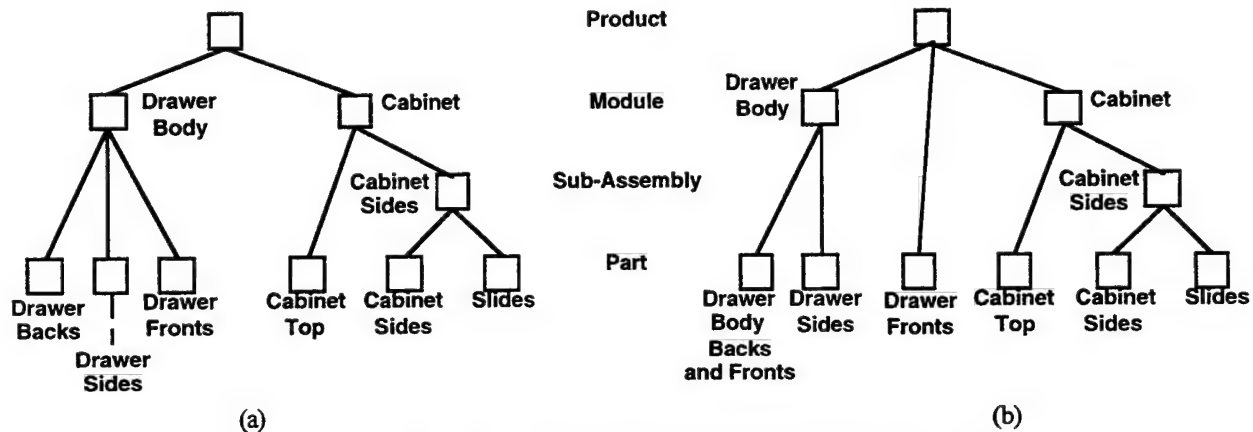 Product
Drawer
Body
Cabinet
Module
Drawer
Body
Cabinet
Cabinet
Sides
Sub-Assembly
Cabinet
Sides
Part
Drawer
Backs
Drawer
Sides
Drawer
Fronts
Cabinet
Top
Cabinet
Sides
Slides
Drawer
Body
Backs
and Fronts
Drawer
Sides
Drawer
Fronts
Cabinet
Top
Cabinet
Sides
Slides
(a)
(b)